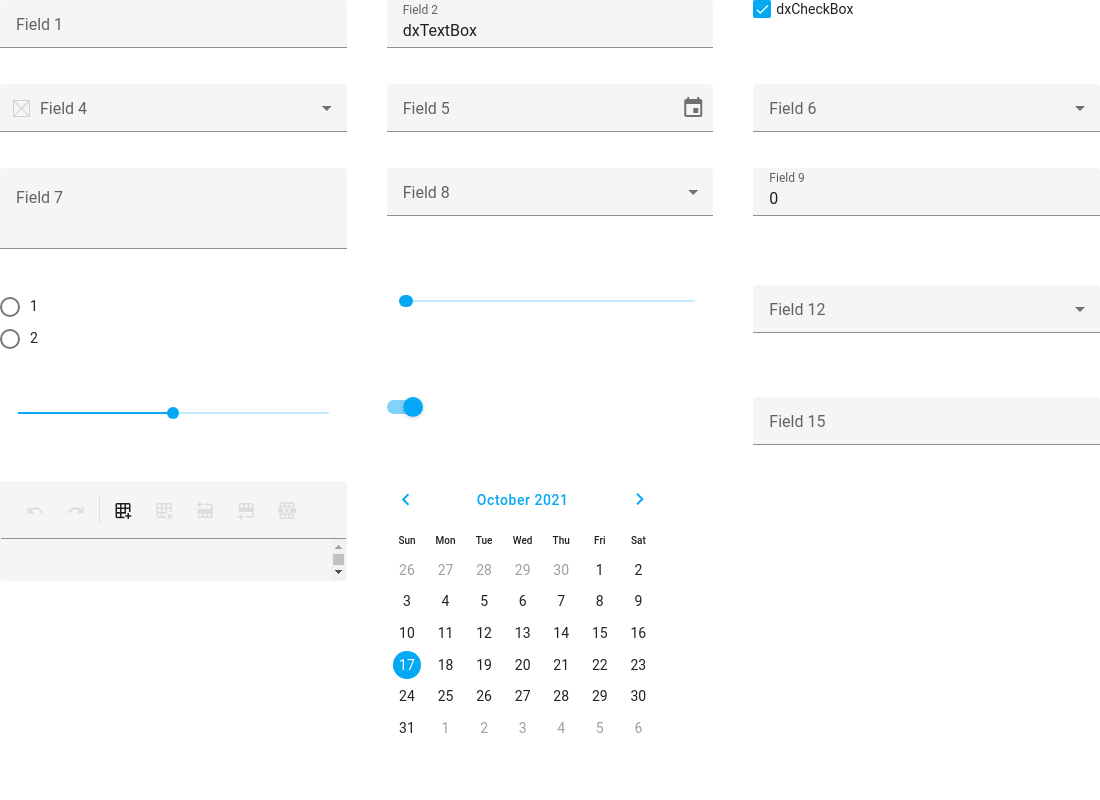 Field 1
Field 2
dxTextBox
dxCheckBox
Field 4
Field 5
Field 6
Field 7
Field 8
Field 9
0
1
2
Field 12
Field 15
October 2021
Sun Mon Tue Wed Thu Fri Sat
26 27 28 29 30 1 2
3 4 5 6 7 8 9
10 11 12 13 14 15 16
17 18 19 20 21 22 23
24 25 26 27 28 29 30
31 1 2 3 4 5 6